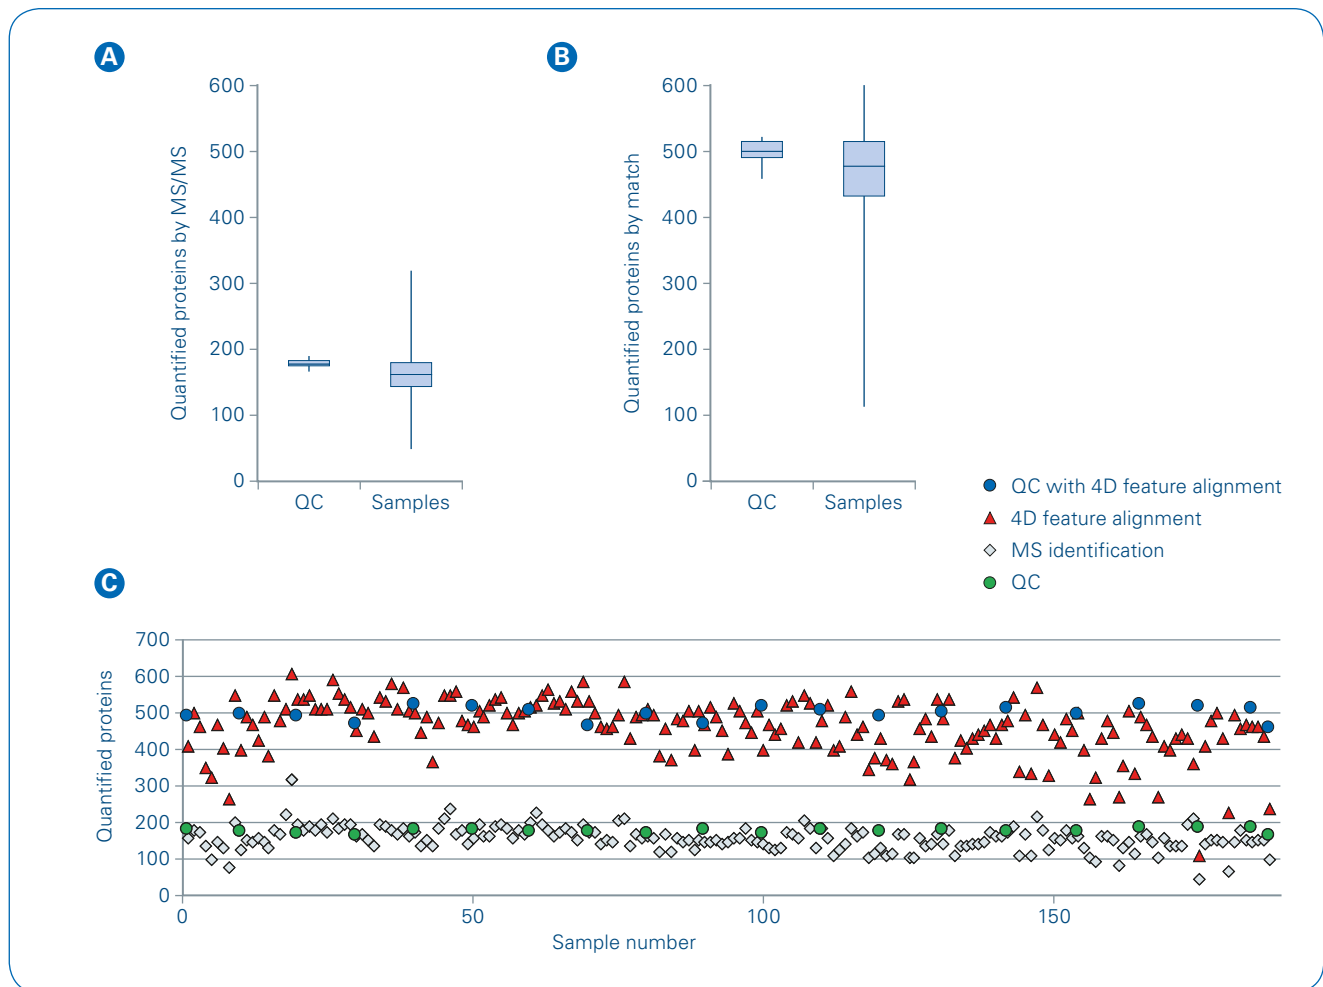 A
Quantified proteins by MS/MS
600
500
400
300
200
100
0
QC Samples
B
Quantified proteins by match
600
500
400
300
200
100
0
QC Samples
QC with 4D feature alignment
4D feature alignment
MS identification
QC
C
Quantified proteins
700
600
500
400
300
200
100
0
0 50 100 150
Sample number